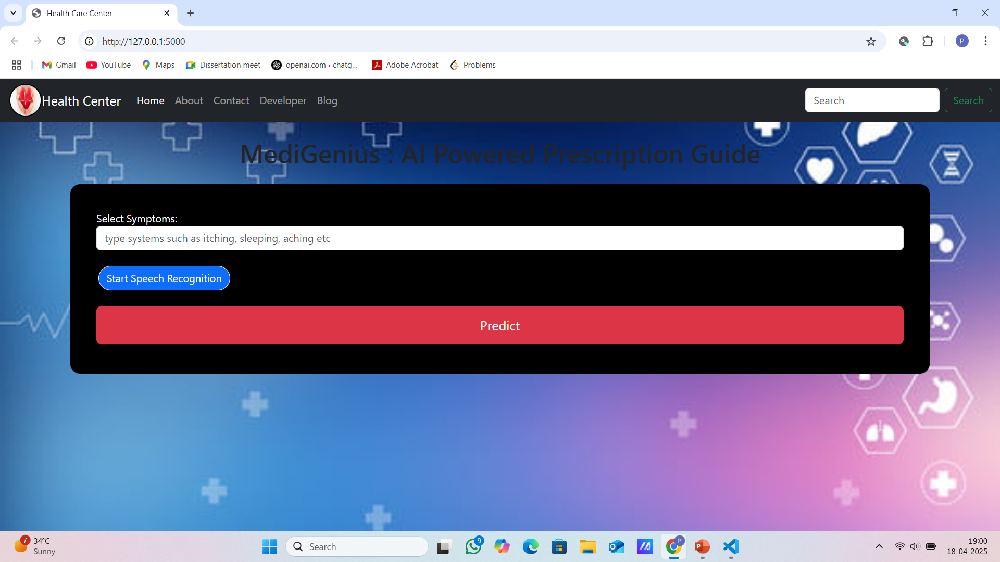 Health Care Center
http://127.0.0.1:5000
P
Gmail YouTube Maps Dissertation meet openai.com › chatg... Adobe Acrobat Problems
Health Center Home About Contact Developer Blog Search Search
MediGenius : AI Powered Prescription Guide
Select Symptoms:
type systems such as itching, sleeping, aching etc
Start Speech Recognition
Predict
7 34°C
Sunny
Search
9
P
19:00
18-04-2025